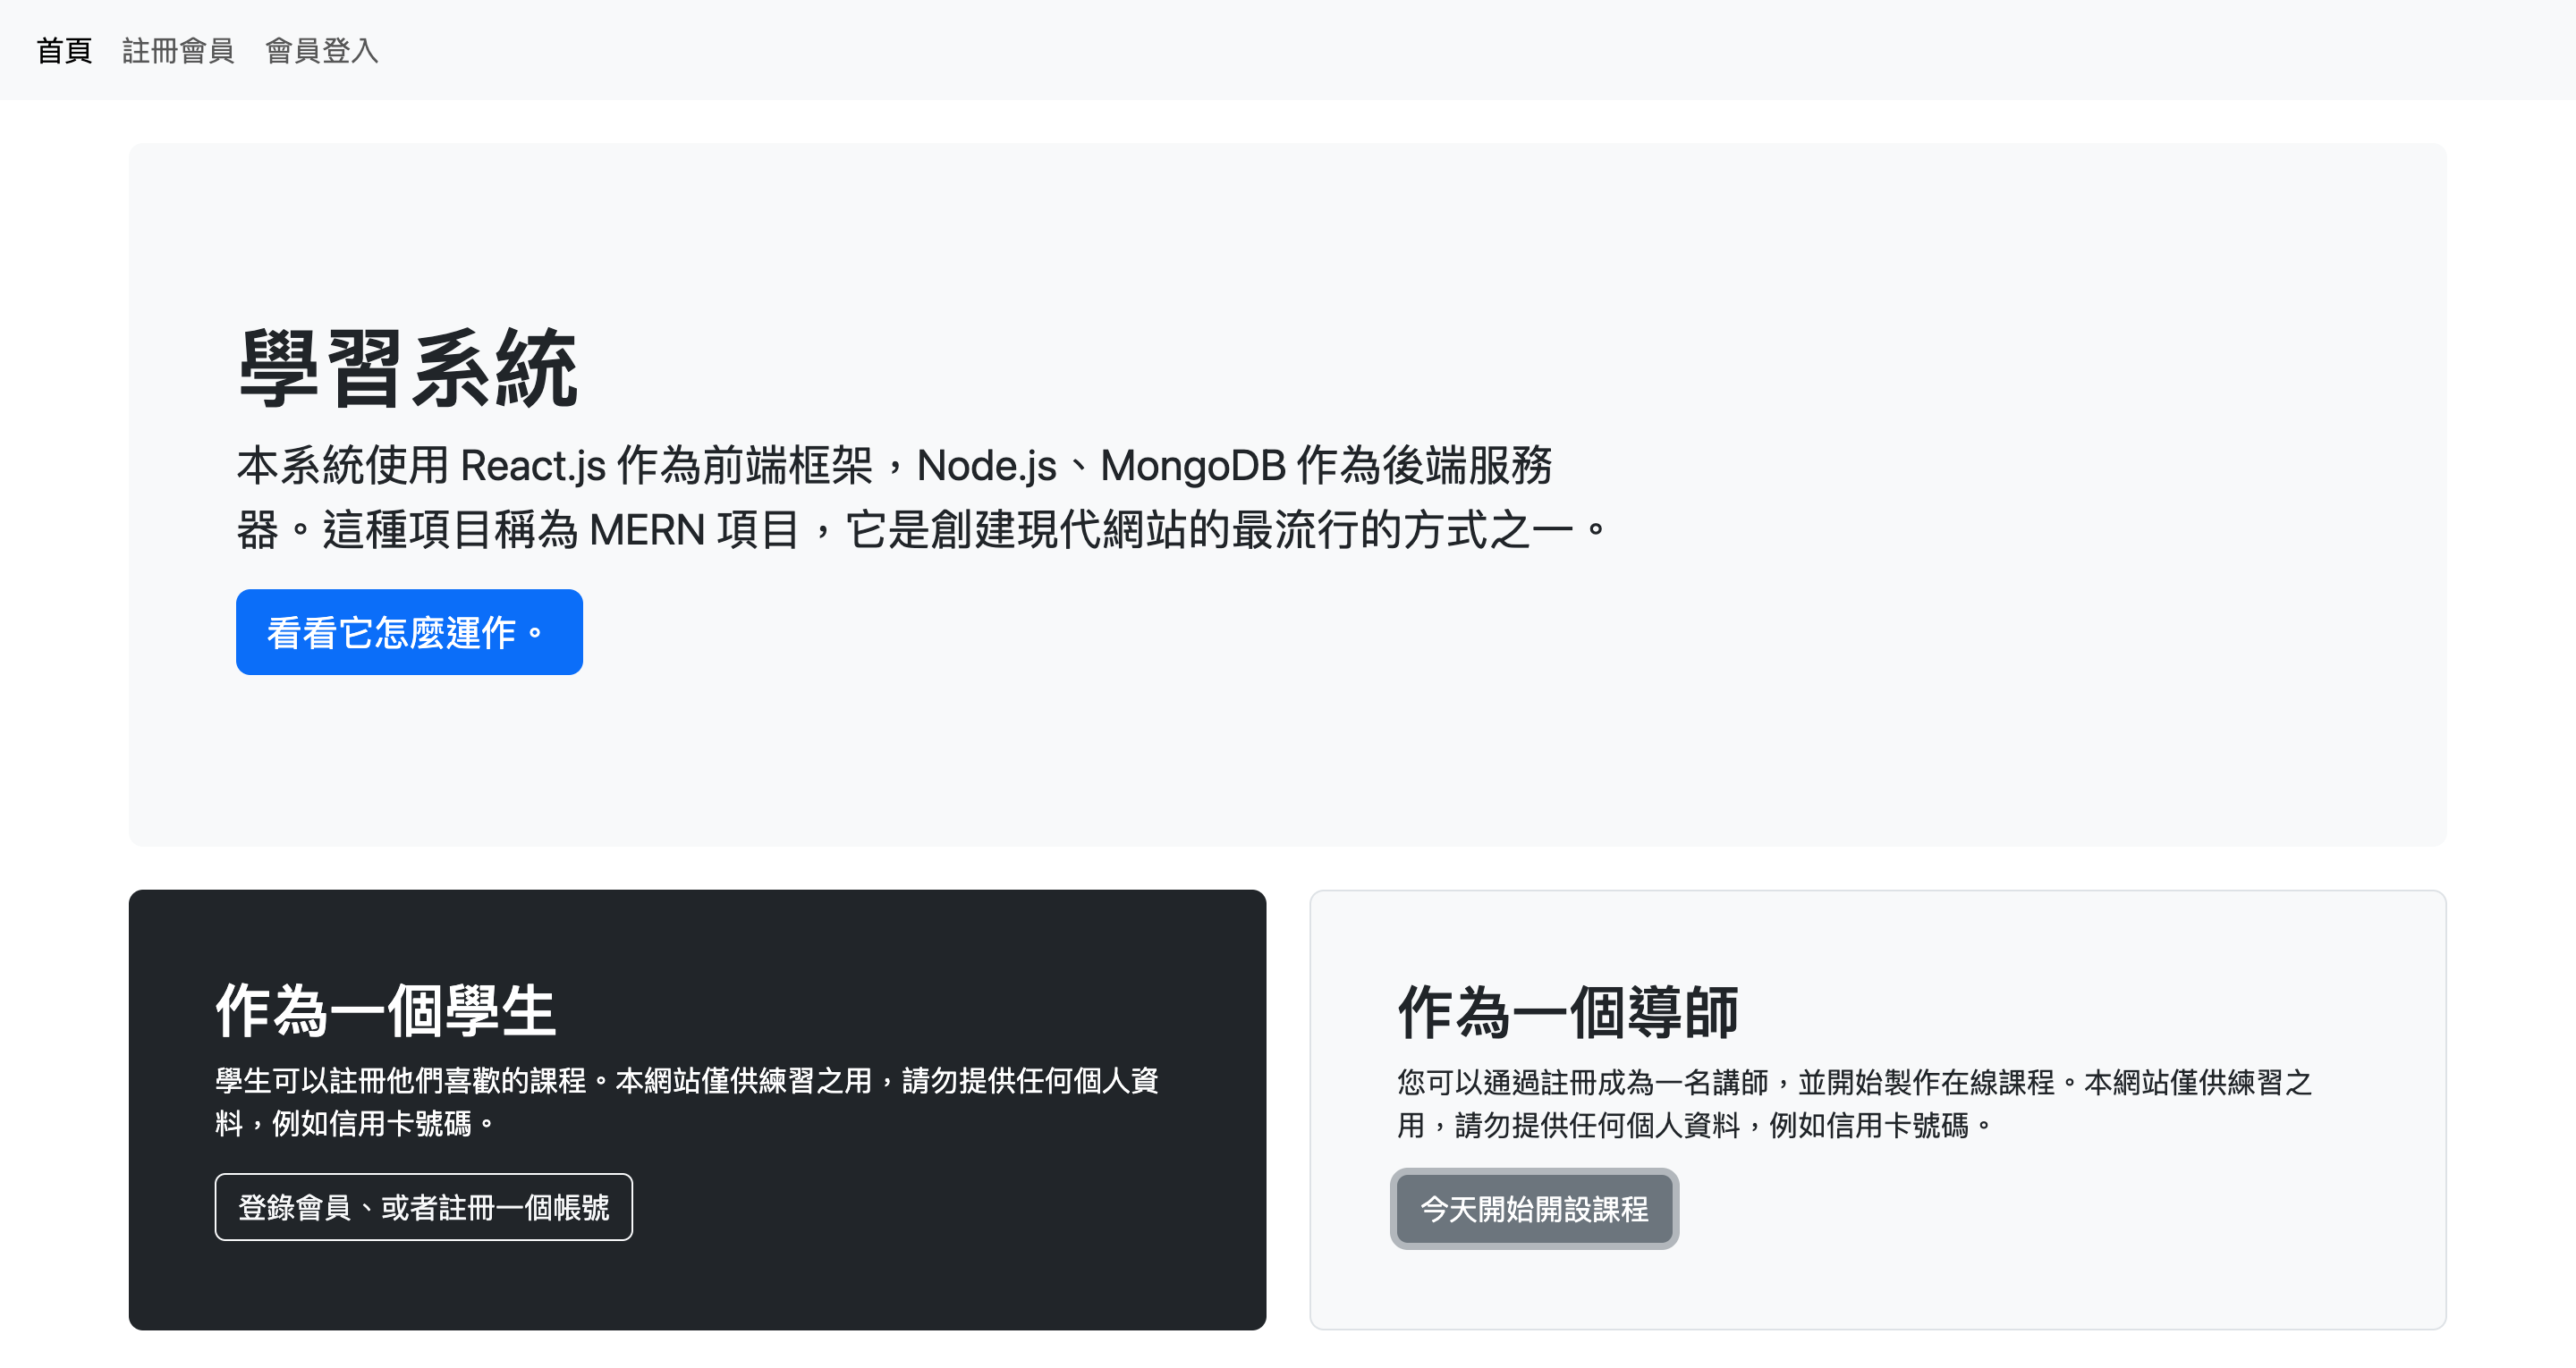 首頁 註冊會員 會員登入
學習系統
本系統使用 React.js 作為前端框架，Node.js、MongoDB 作為後端服務
器。這種項目稱為 MERN 項目，它是創建現代網站的最流行的方式之一。
看看它怎麼運作。
作為一個學生
學生可以註冊他們喜歡的課程。本網站僅供練習之用，請勿提供任何個人資
料，例如信用卡號碼。
登錄會員、或者註冊一個帳號
作為一個導師
您可以通過註冊成為一名講師，並開始製作在線課程。本網站僅供練習之
用，請勿提供任何個人資料，例如信用卡號碼。
今天開始開設課程